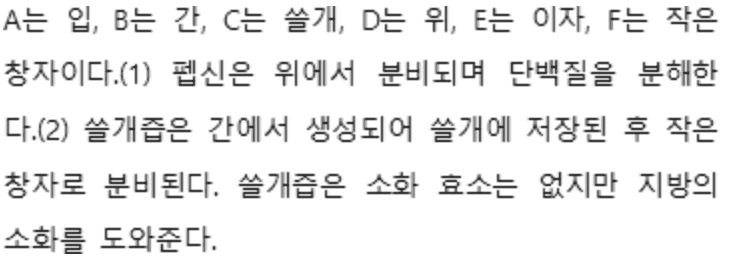 A는 입, B는 간, C는 쓸개, D는 위, E는 이자, F는 작은
창자이다.(1) 펩신은 위에서 분비되며 단백질을 분해한
다.(2) 쓸개즙은 간에서 생성되어 쓸개에 저장된 후 작은
창자로 분비된다. 쓸개즙은 소화 효소는 없지만 지방의
소화를 도와준다.